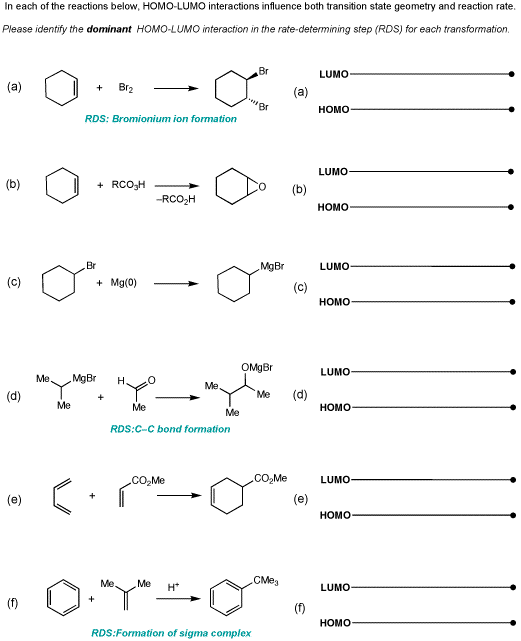 In each of the reactions below, HOMO-LUMO interactions influence both transition state geometry and reaction rate.
Please identify the dominant HOMO-LUMO interaction in the rate-determining step (RDS) for each transformation.
(a) + Br2 Br Br (a) LUMO HOMO
RDS: Bromionium ion formation
(b) + RCO3H –RCO2H O (b) LUMO HOMO
(c) Br + Mg(0) MgBr (c) LUMO HOMO
(d) Me MgBr Me + H O Me OMgBr Me Me Me (d) LUMO HOMO
RDS:C–C bond formation
(e) + CO2Me CO2Me (e) LUMO HOMO
(f) + Me Me H+ CMe3 (f) LUMO HOMO
RDS:Formation of sigma complex